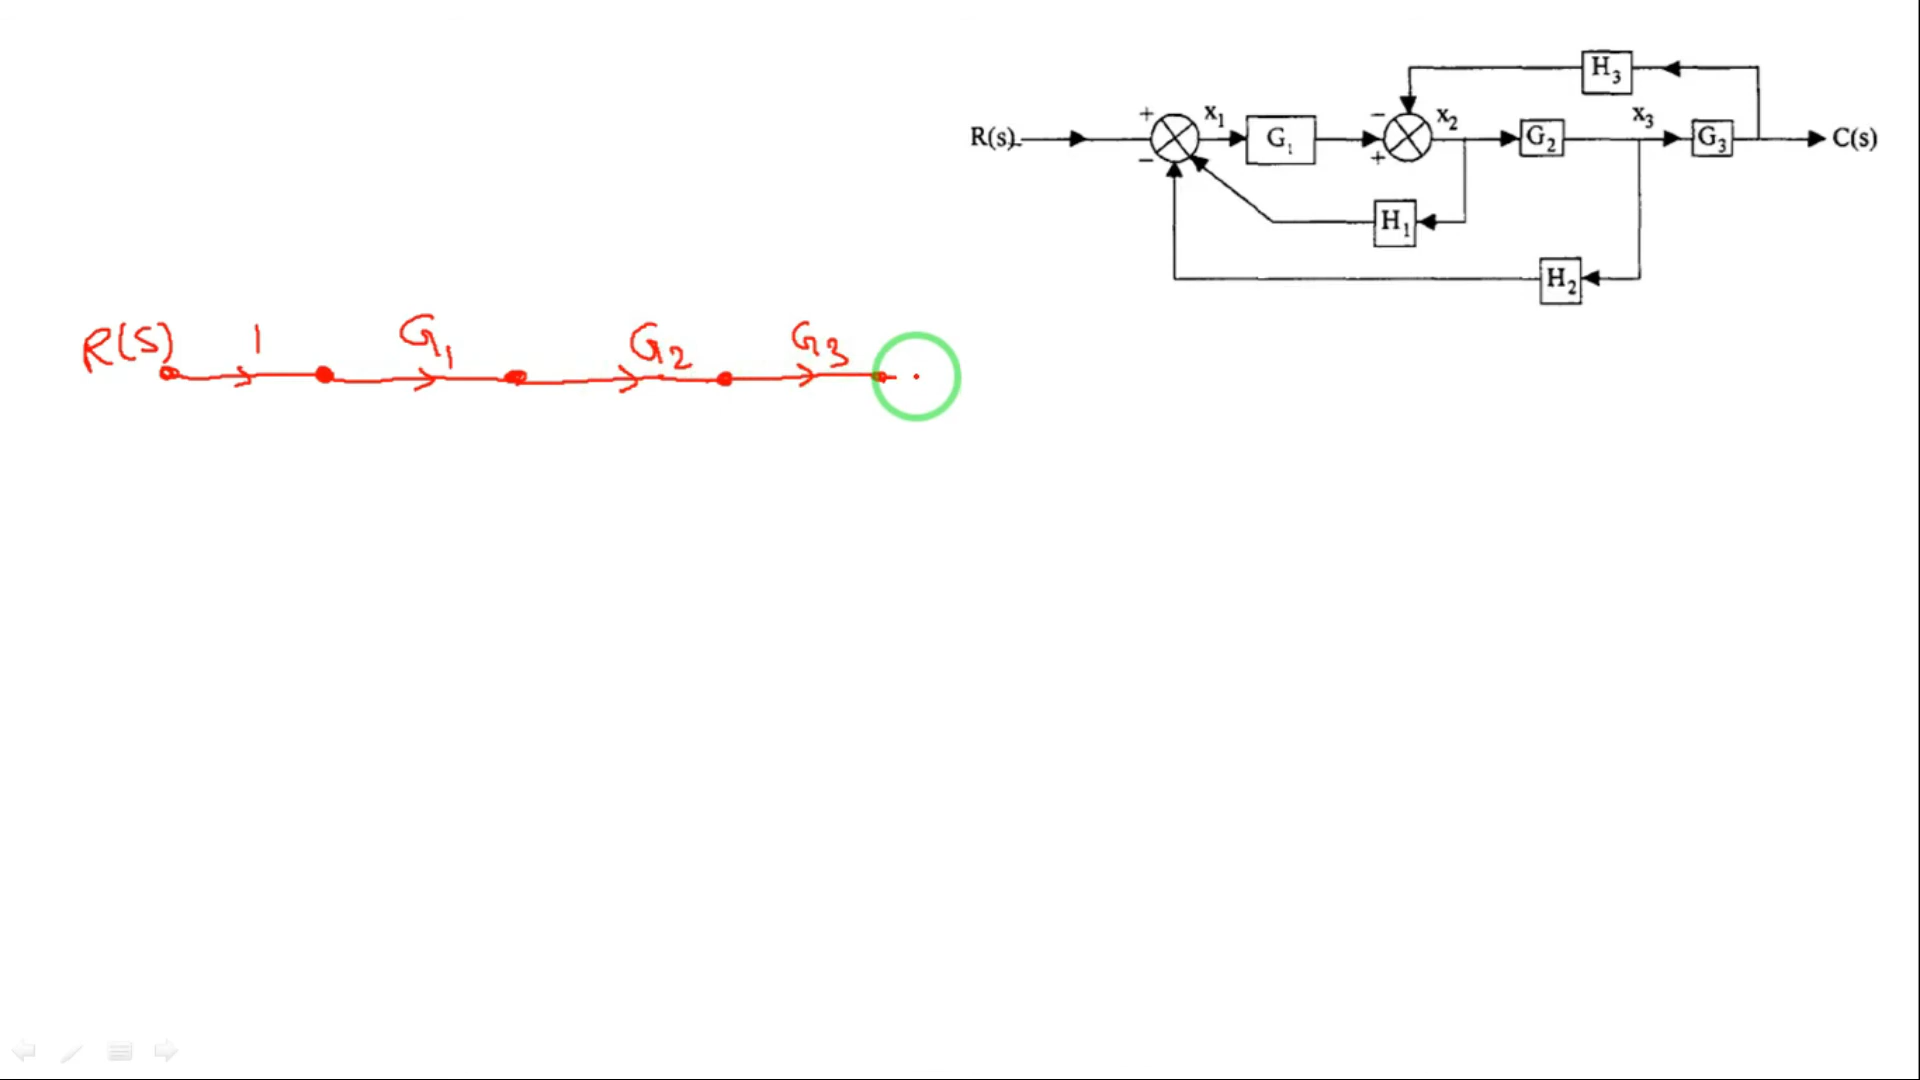 H3
+ x1 − x2 x3
R(s) G1 G2 G3 C(s)
− +
H1
H2
R(S) 1 G1 G2 G3